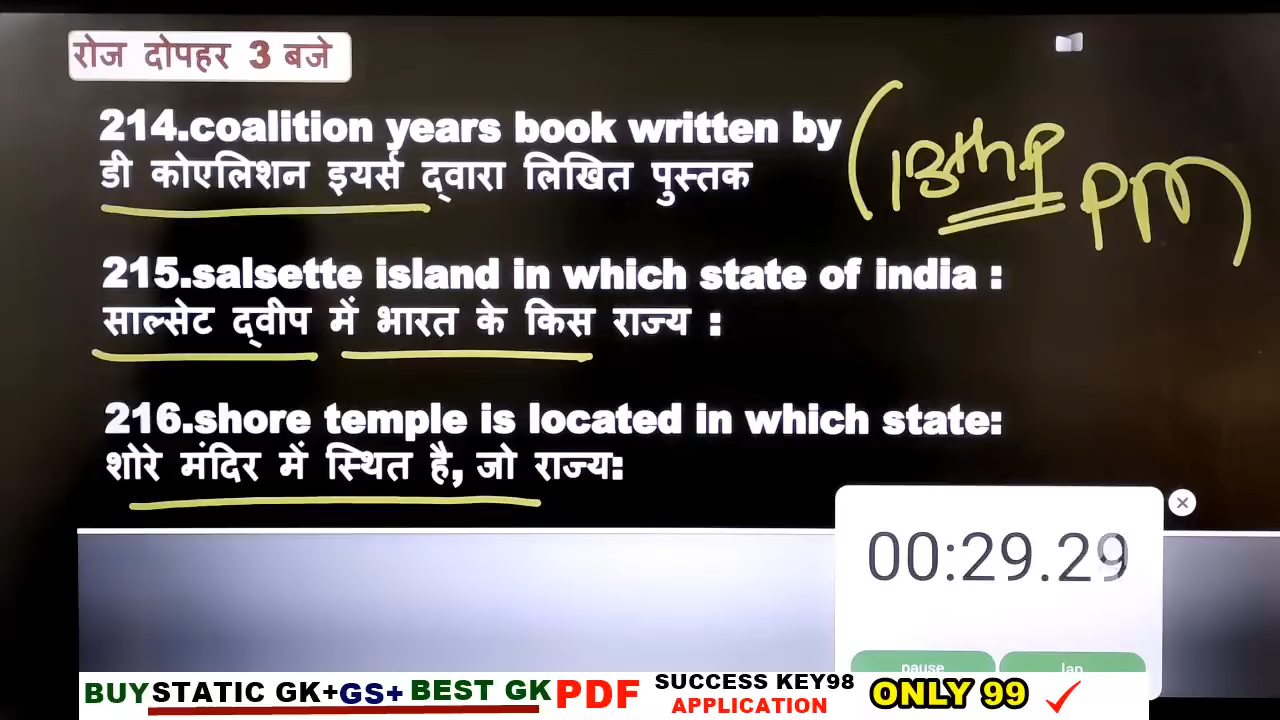 रोज दोपहर 3 बजे
214.coalition years book written by
डी कोएलिशन इयर्स द्वारा लिखित पुस्तक
(13th P PM)
215.salsette island in which state of india :
साल्सेट द्वीप में भारत के किस राज्य :
216.shore temple is located in which state:
शोरे मंदिर में स्थित है, जो राज्य:
00:29.29
pause lap
BUY STATIC GK+GS+ BEST GK PDF SUCCESS KEY98 APPLICATION ONLY 99